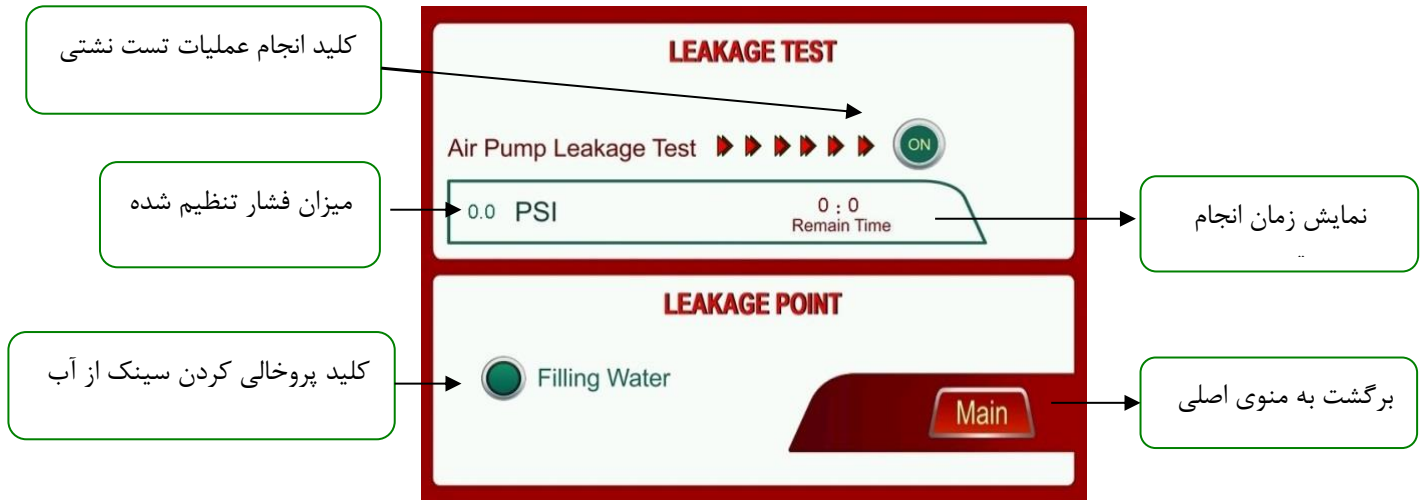 کلید انجام عملیات تست نشتی
LEAKAGE TEST
Air Pump Leakage Test
ON
میزان فشار تنظیم شده
0.0 PSI
0 : 0
Remain Time
نمایش زمان انجام
LEAKAGE POINT
کلید پروخالی کردن سینک از آب
Filling Water
Main
برگشت به منوی اصلی